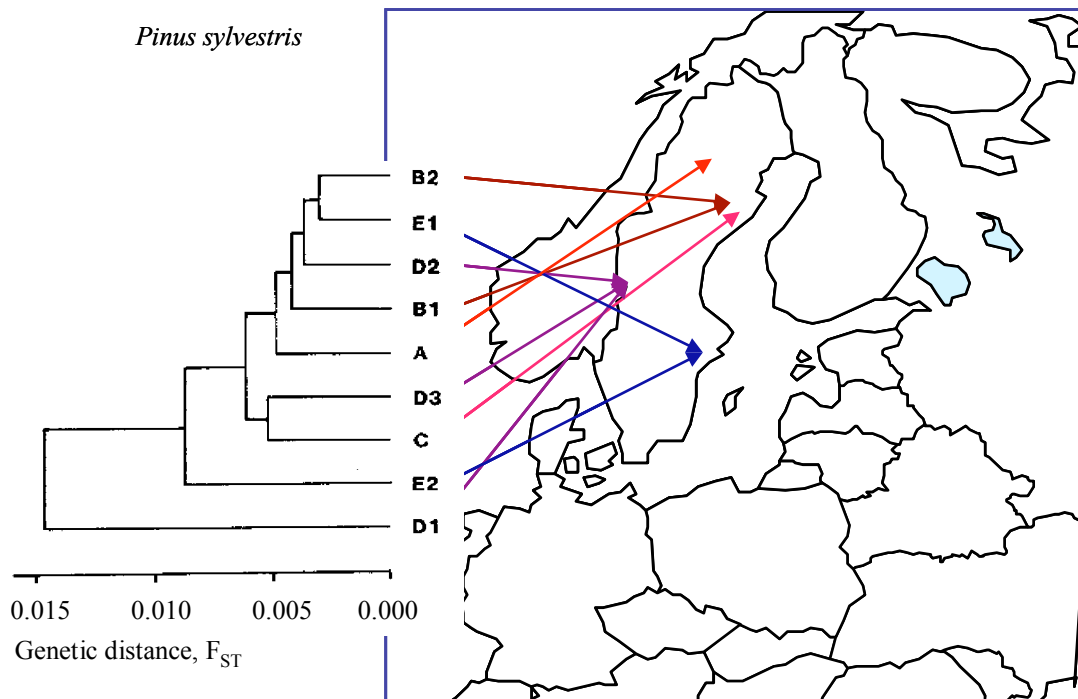 Pinus sylvestris
B2
E1
D2
B1
A
D3
C
E2
D1
0.015 0.010 0.005 0.000
Genetic distance, FST